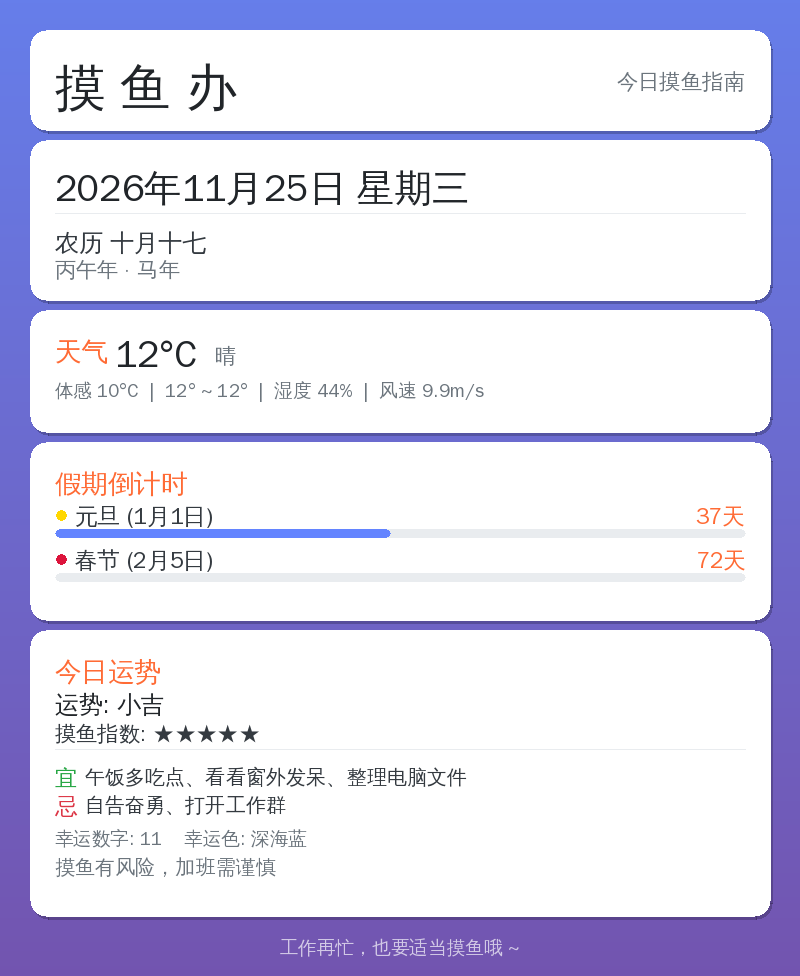 摸鱼办
今日摸鱼指南
2026年11月25日 星期三
农历 十月十七
丙午年 · 马年
天气 12°C 晴
体感 10°C | 12°~12° | 湿度 44% | 风速 9.9m/s
假期倒计时
元旦 (1月1日) 37天
春节 (2月5日) 72天
今日运势
运势: 小吉
摸鱼指数: ★★★★★
宜 午饭多吃点、看看窗外发呆、整理电脑文件
忌 自告奋勇、打开工作群
幸运数字: 11 幸运色: 深海蓝
摸鱼有风险，加班需谨慎
工作再忙，也要适当摸鱼哦~